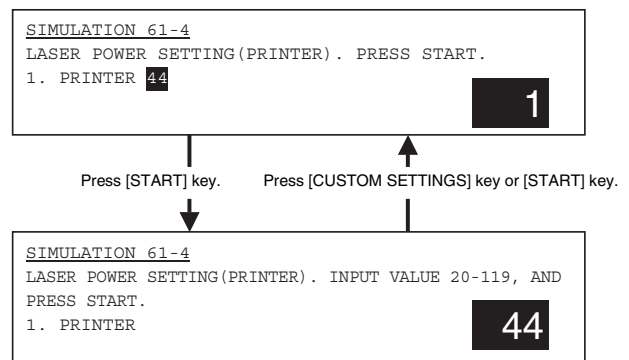 SIMULATION 61-4
LASER POWER SETTING(PRINTER). PRESS START.
1. PRINTER 44
1
Press [START] key.
Press [CUSTOM SETTINGS] key or [START] key.
SIMULATION 61-4
LASER POWER SETTING(PRINTER). INPUT VALUE 20-119, AND
PRESS START.
1. PRINTER
44